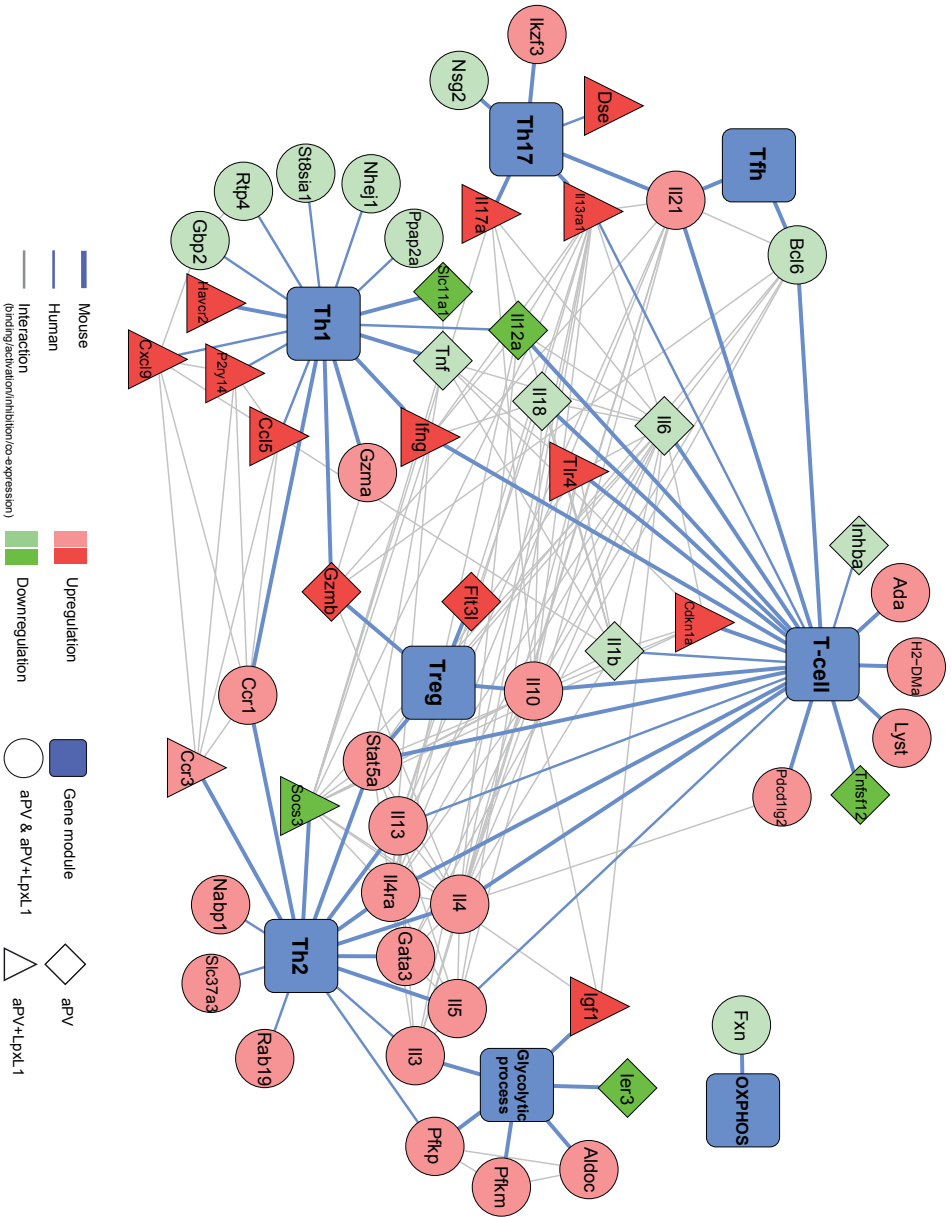 H2−DMa
Ada
Lyst
Inhba
Tnfsf12
T-cell
Bcl6
Pdcd1lg2
Tfh
Fxn
OXPHOS
Cdkn1a
Il21
Il6
Ier3
Il1b
Dse
Igf1
Aldoc
Il13ra1
Tlr4
Il18
Ikzf3
Il10
Th17
Il12a
Glycolytic
process
Pfkm
Il17a
Flt3l
Nsg2
Il4
Il5
Slc11a1
Tnf
Treg
Pfkp
Ifng
Ppap2a
Il3
Gata3
Il13
Il4ra
Stat5a
Nhej1
Gzma
Gzmb
Th1
St8sia1
Socs3
Th2
Ccl5
Rab19
Ccr1
Rtp4
P2ry14
Nabp1
Slc37a3
Havcr2
Gbp2
Ccr3
Cxcl9
Mouse
Human
Interaction
(binding/activation/inhibition/co-expression)
Upregulation
Downregulation
Gene module
aPV & aPV+LpxL1
aPV
aPV+LpxL1